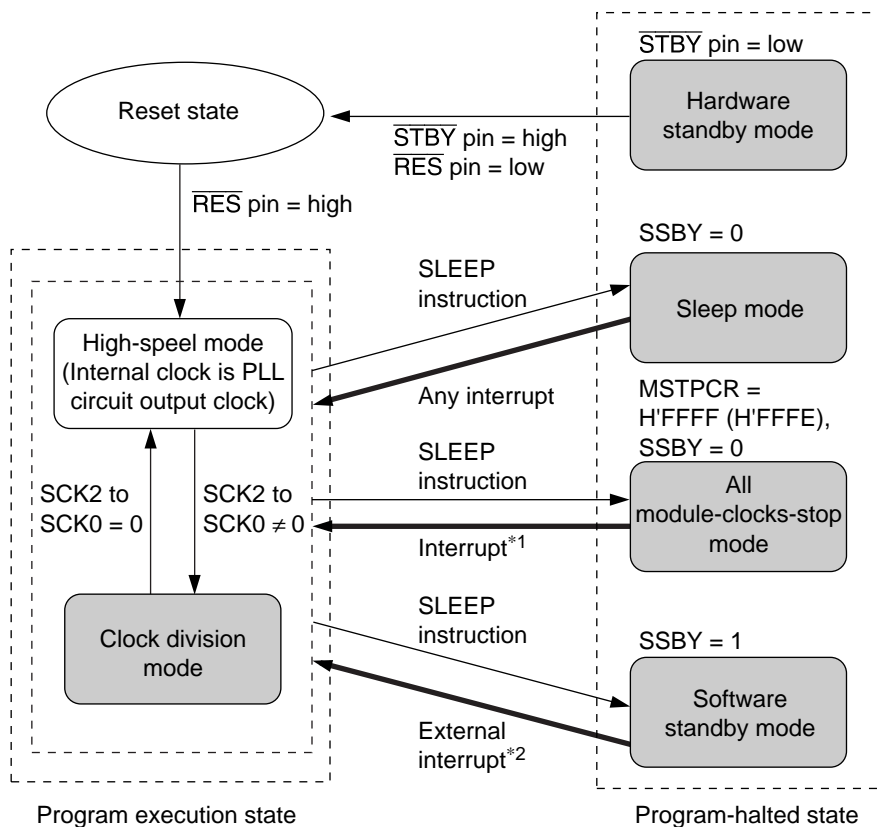 STBY pin = low
Hardware
standby mode
Reset state
STBY pin = high
RES pin = low
RES pin = high
SSBY = 0
SLEEP
instruction
Sleep mode
High-speel mode
(Internal clock is PLL
circuit output clock)
Any interrupt
MSTPCR =
H'FFFF (H'FFFE),
SSBY = 0
SLEEP
instruction
All
module-clocks-stop
mode
SCK2 to
SCK0 = 0
SCK2 to
SCK0 ≠ 0
Interrupt*1
SLEEP
instruction
Clock division
mode
SSBY = 1
Software
standby mode
External
interrupt*2
Program execution state
Program-halted state